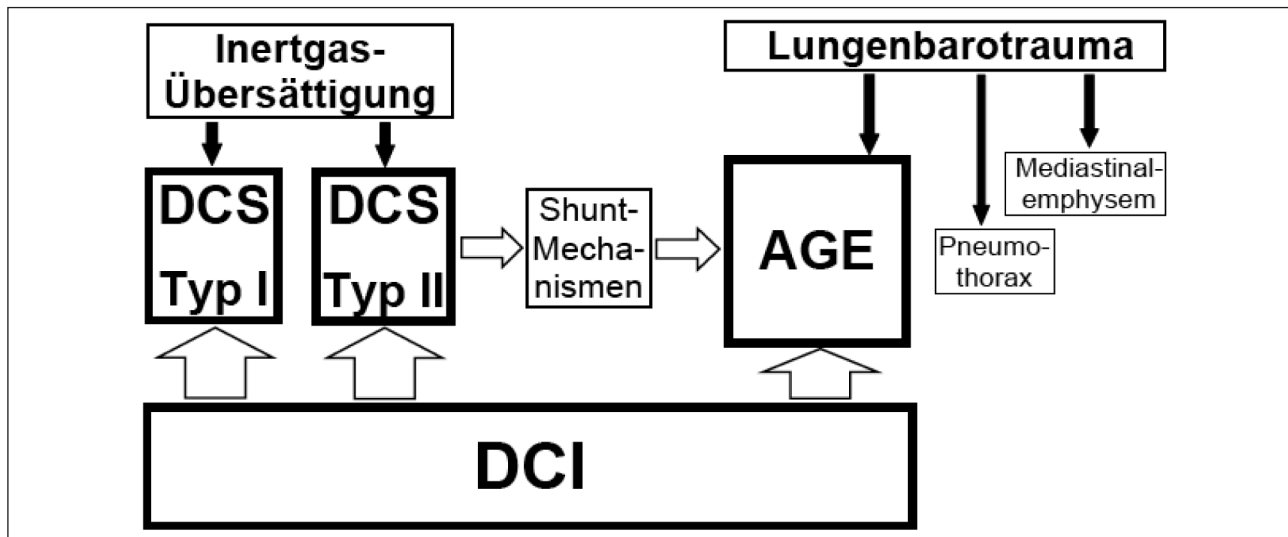 Inertgas-
Übersättigung
Lungenbarotrauma
DCS
Typ I
DCS
Typ II
Shunt-
Mecha-
nismen
AGE
Pneumo-
thorax
Mediastinal-
emphysem
DCI